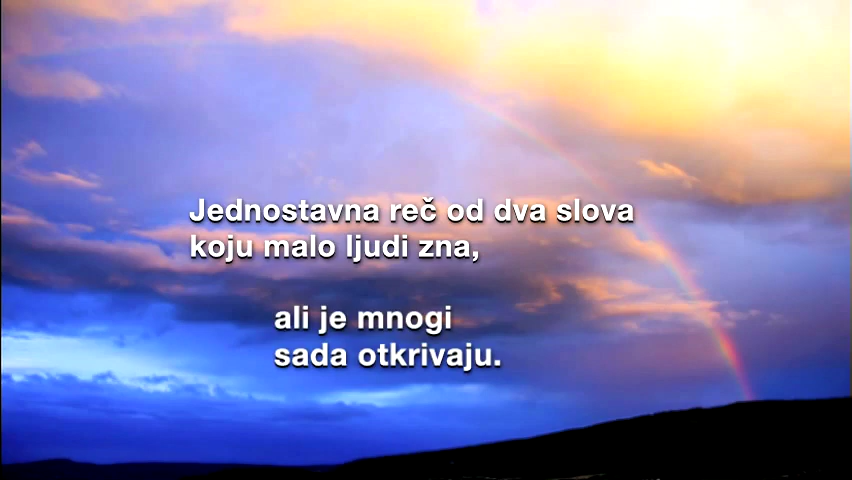 Jednostavna reč od dva slova
koju malo ljudi zna,
ali je mnogi
sada otkrivaju.